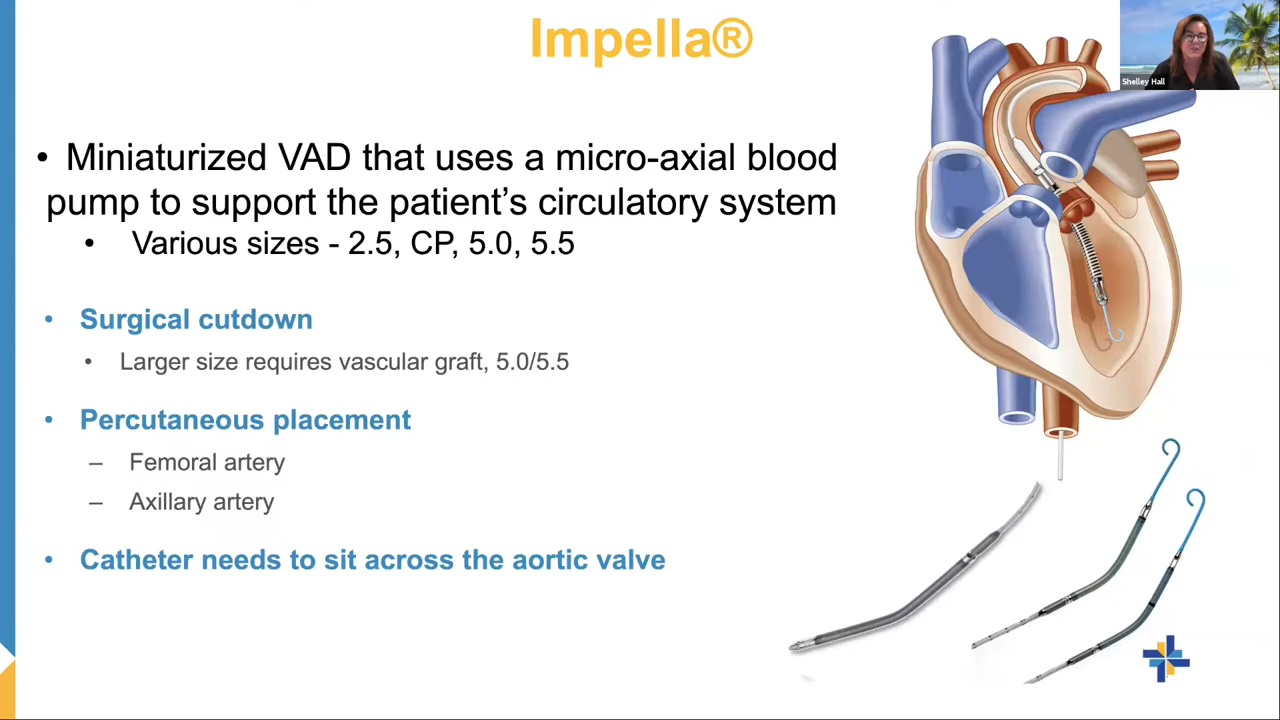 Impella®
Shelley Hall
• Miniaturized VAD that uses a micro-axial blood
pump to support the patient’s circulatory system
• Various sizes - 2.5, CP, 5.0, 5.5
• Surgical cutdown
• Larger size requires vascular graft, 5.0/5.5
• Percutaneous placement
– Femoral artery
– Axillary artery
• Catheter needs to sit across the aortic valve